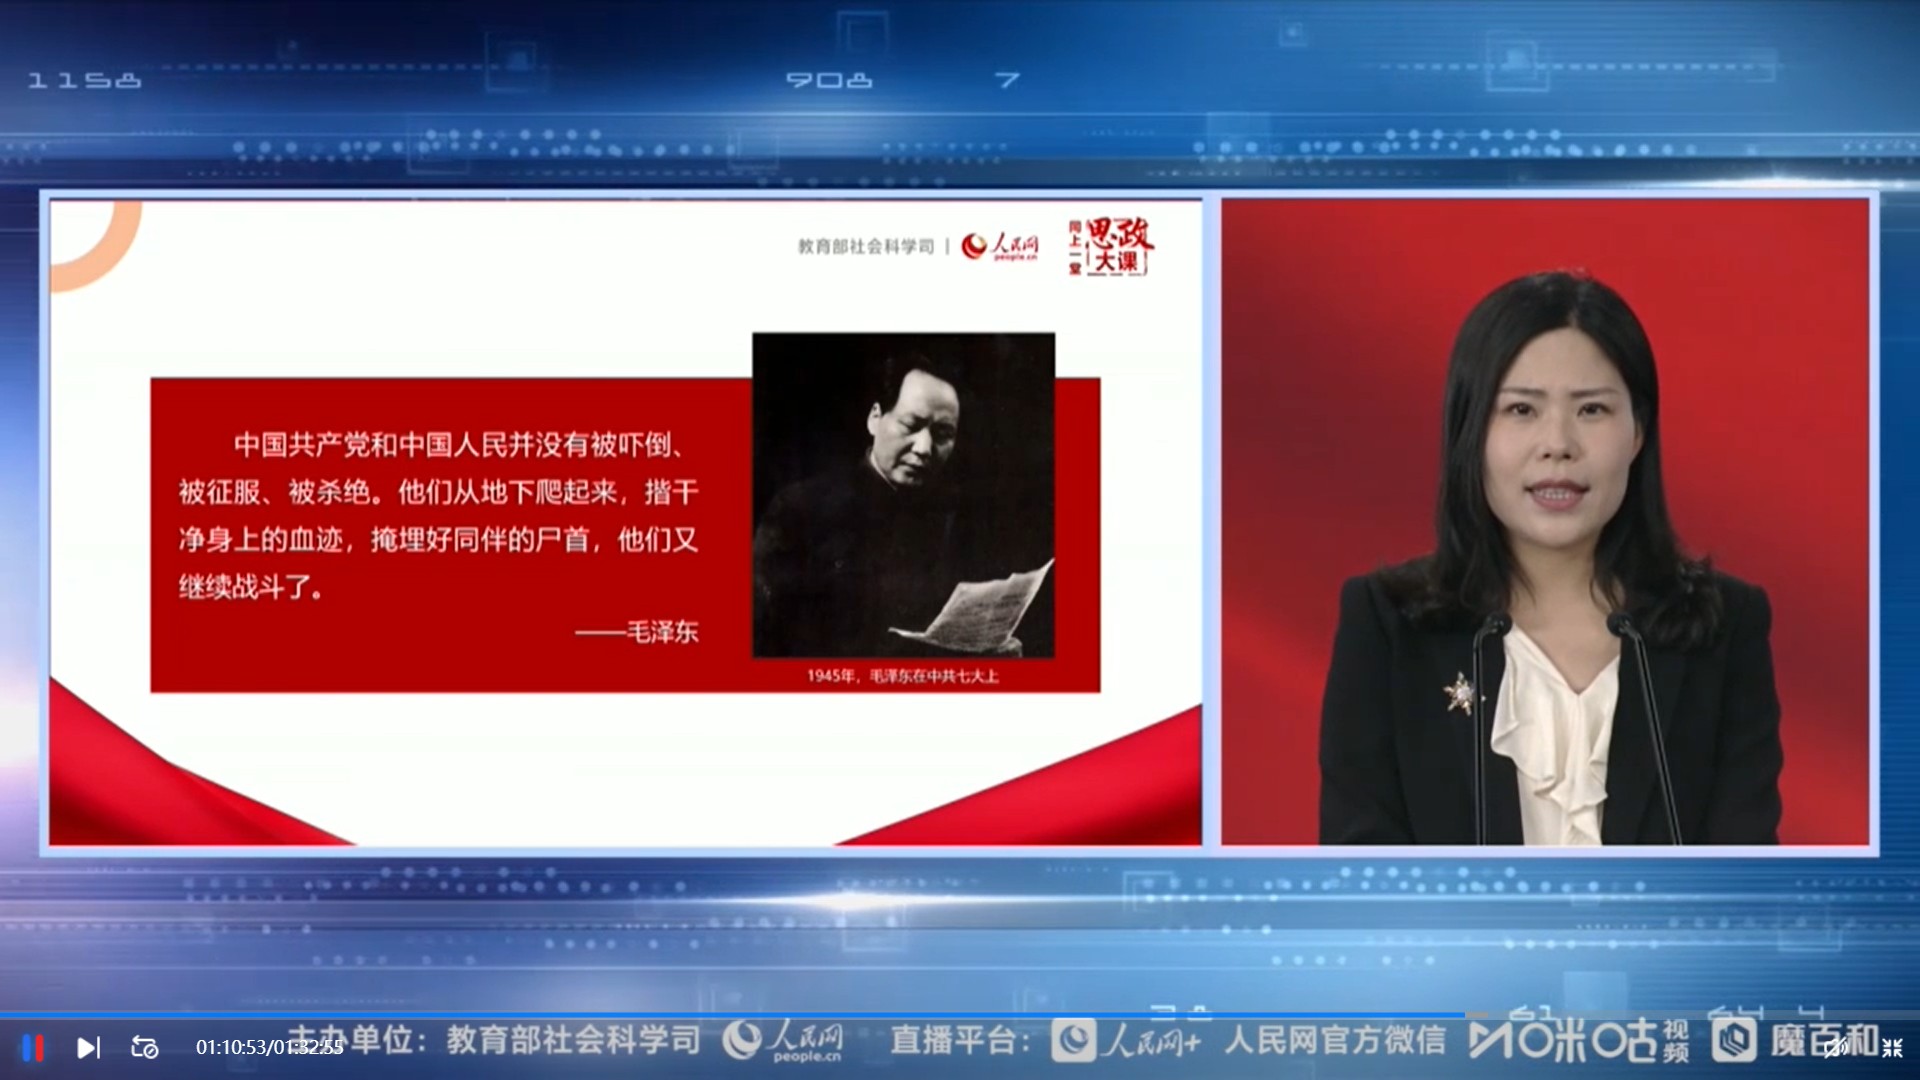 1158
908
7
教育部社会科学司 | 人民网
people.cn
同上一堂
思政
大课
中国共产党和中国人民并没有被吓倒、
被征服、被杀绝。他们从地下爬起来，揩干
净身上的血迹，掩埋好同伴的尸首，他们又
继续战斗了。
——毛泽东
1945年，毛泽东在中共七大上
01:10:53/01:32:55
主办单位：教育部社会科学司 人民网
people.cn
直播平台：人民网+ 人民网官方微信 咪咕视频 魔百和